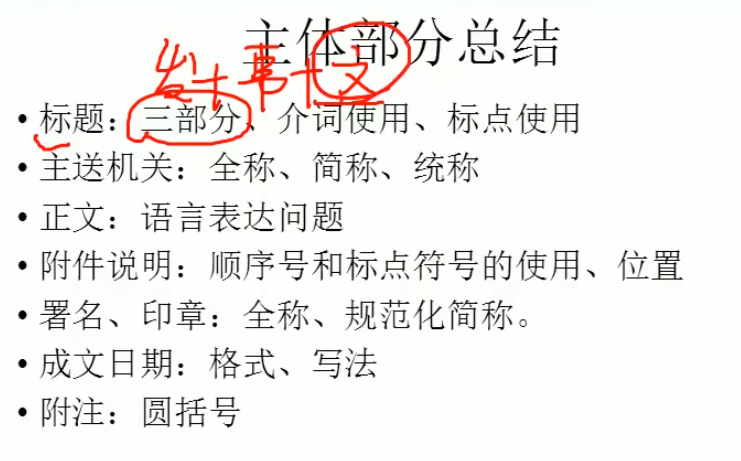 主体部分总结
发+事+文
• 标题：三部分、介词使用、标点使用
• 主送机关：全称、简称、统称
• 正文：语言表达问题
• 附件说明：顺序号和标点符号的使用、位置
• 署名、印章：全称、规范化简称。
• 成文日期：格式、写法
• 附注：圆括号